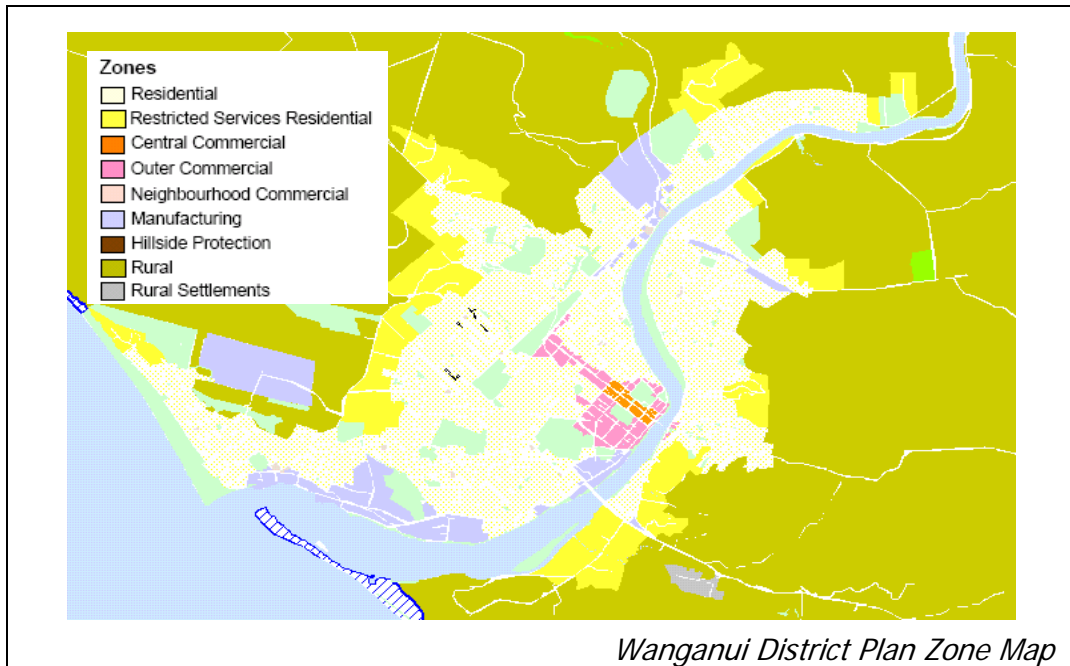 Zones
Residential
Restricted Services Residential
Central Commercial
Outer Commercial
Neighbourhood Commercial
Manufacturing
Hillside Protection
Rural
Rural Settlements
Wanganui District Plan Zone Map